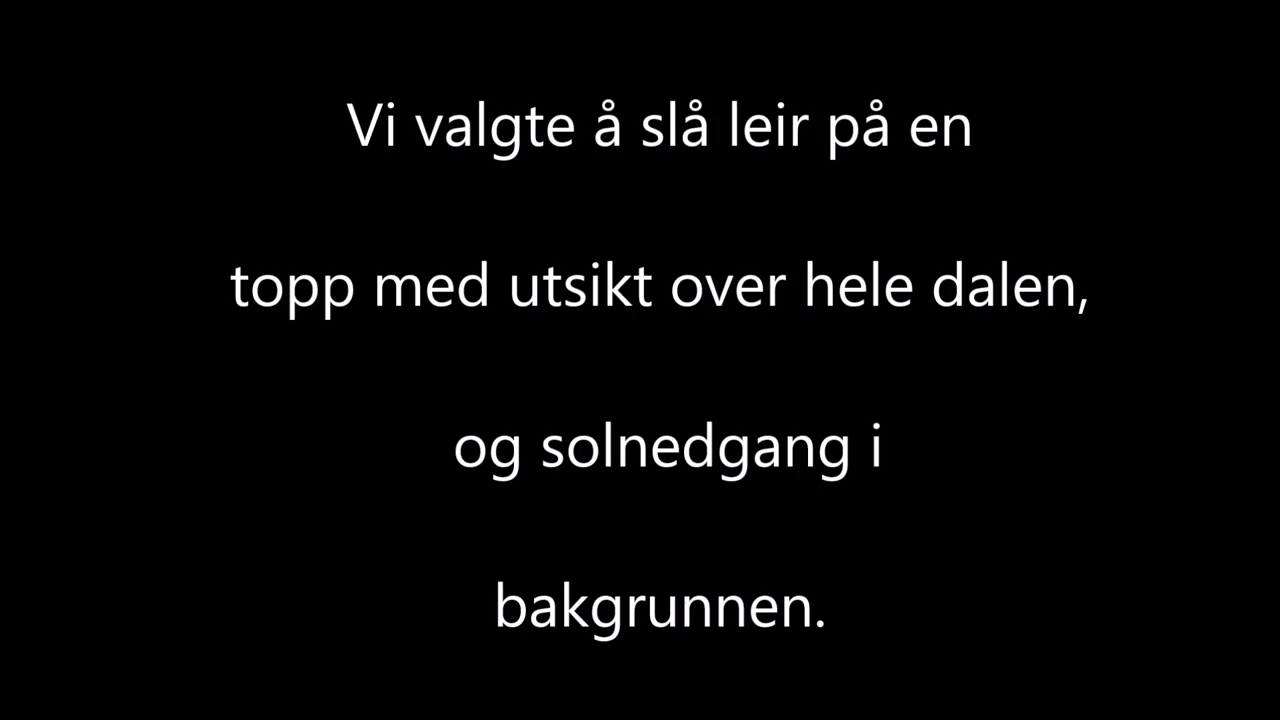 Vi valgte å slå leir på en
topp med utsikt over hele dalen,
og solnedgang i
bakgrunnen.